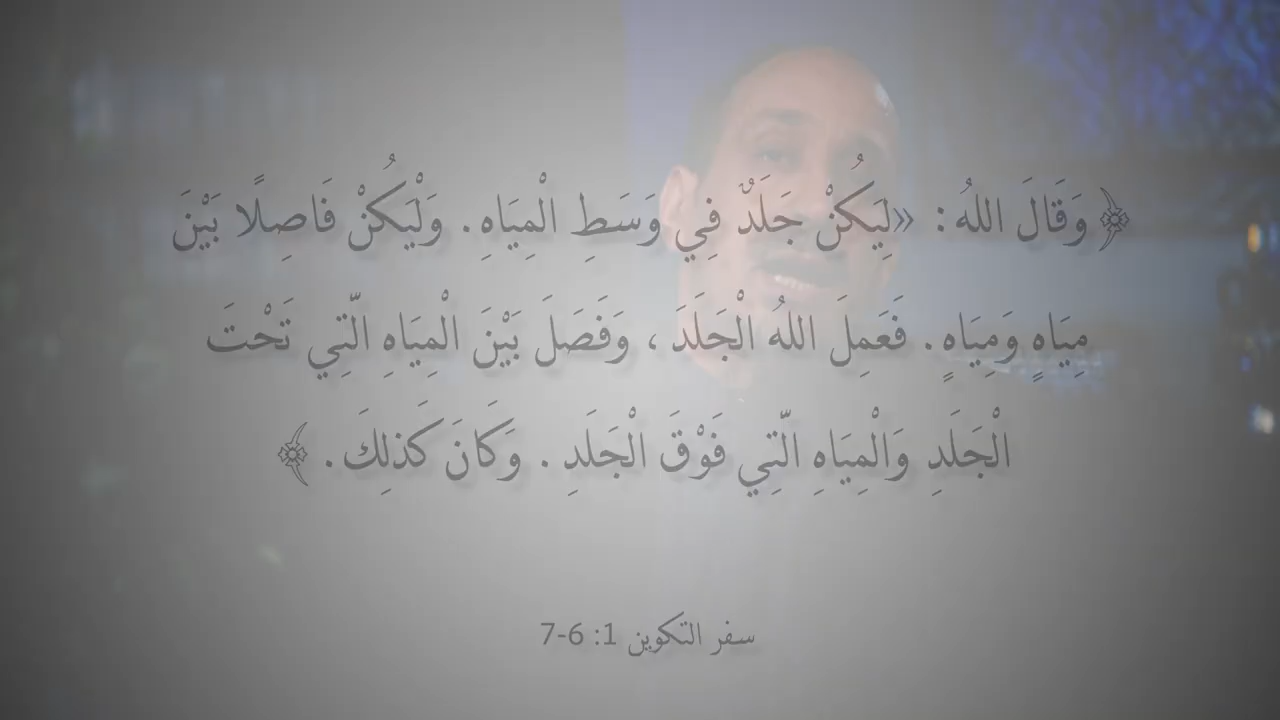 ﴿ وَقَالَ اللهُ : «لِيَكُنْ جَلَدٌ فِي وَسَطِ الْمِيَاهِ . وَلْيَكُنْ فَاصِلًا بَيْنَ
مِيَاهٍ وَمِيَاهٍ . فَعَمِلَ اللهُ الْجَلَدَ ، وَفَصَلَ بَيْنَ الْمِيَاهِ الَّتِي تَحْتَ
الْجَلَدِ وَالْمِيَاهِ الَّتِي فَوْقَ الْجَلَدِ . وَكَانَ كَذلِكَ . ﴾
سفر التكوين 1: 6-7